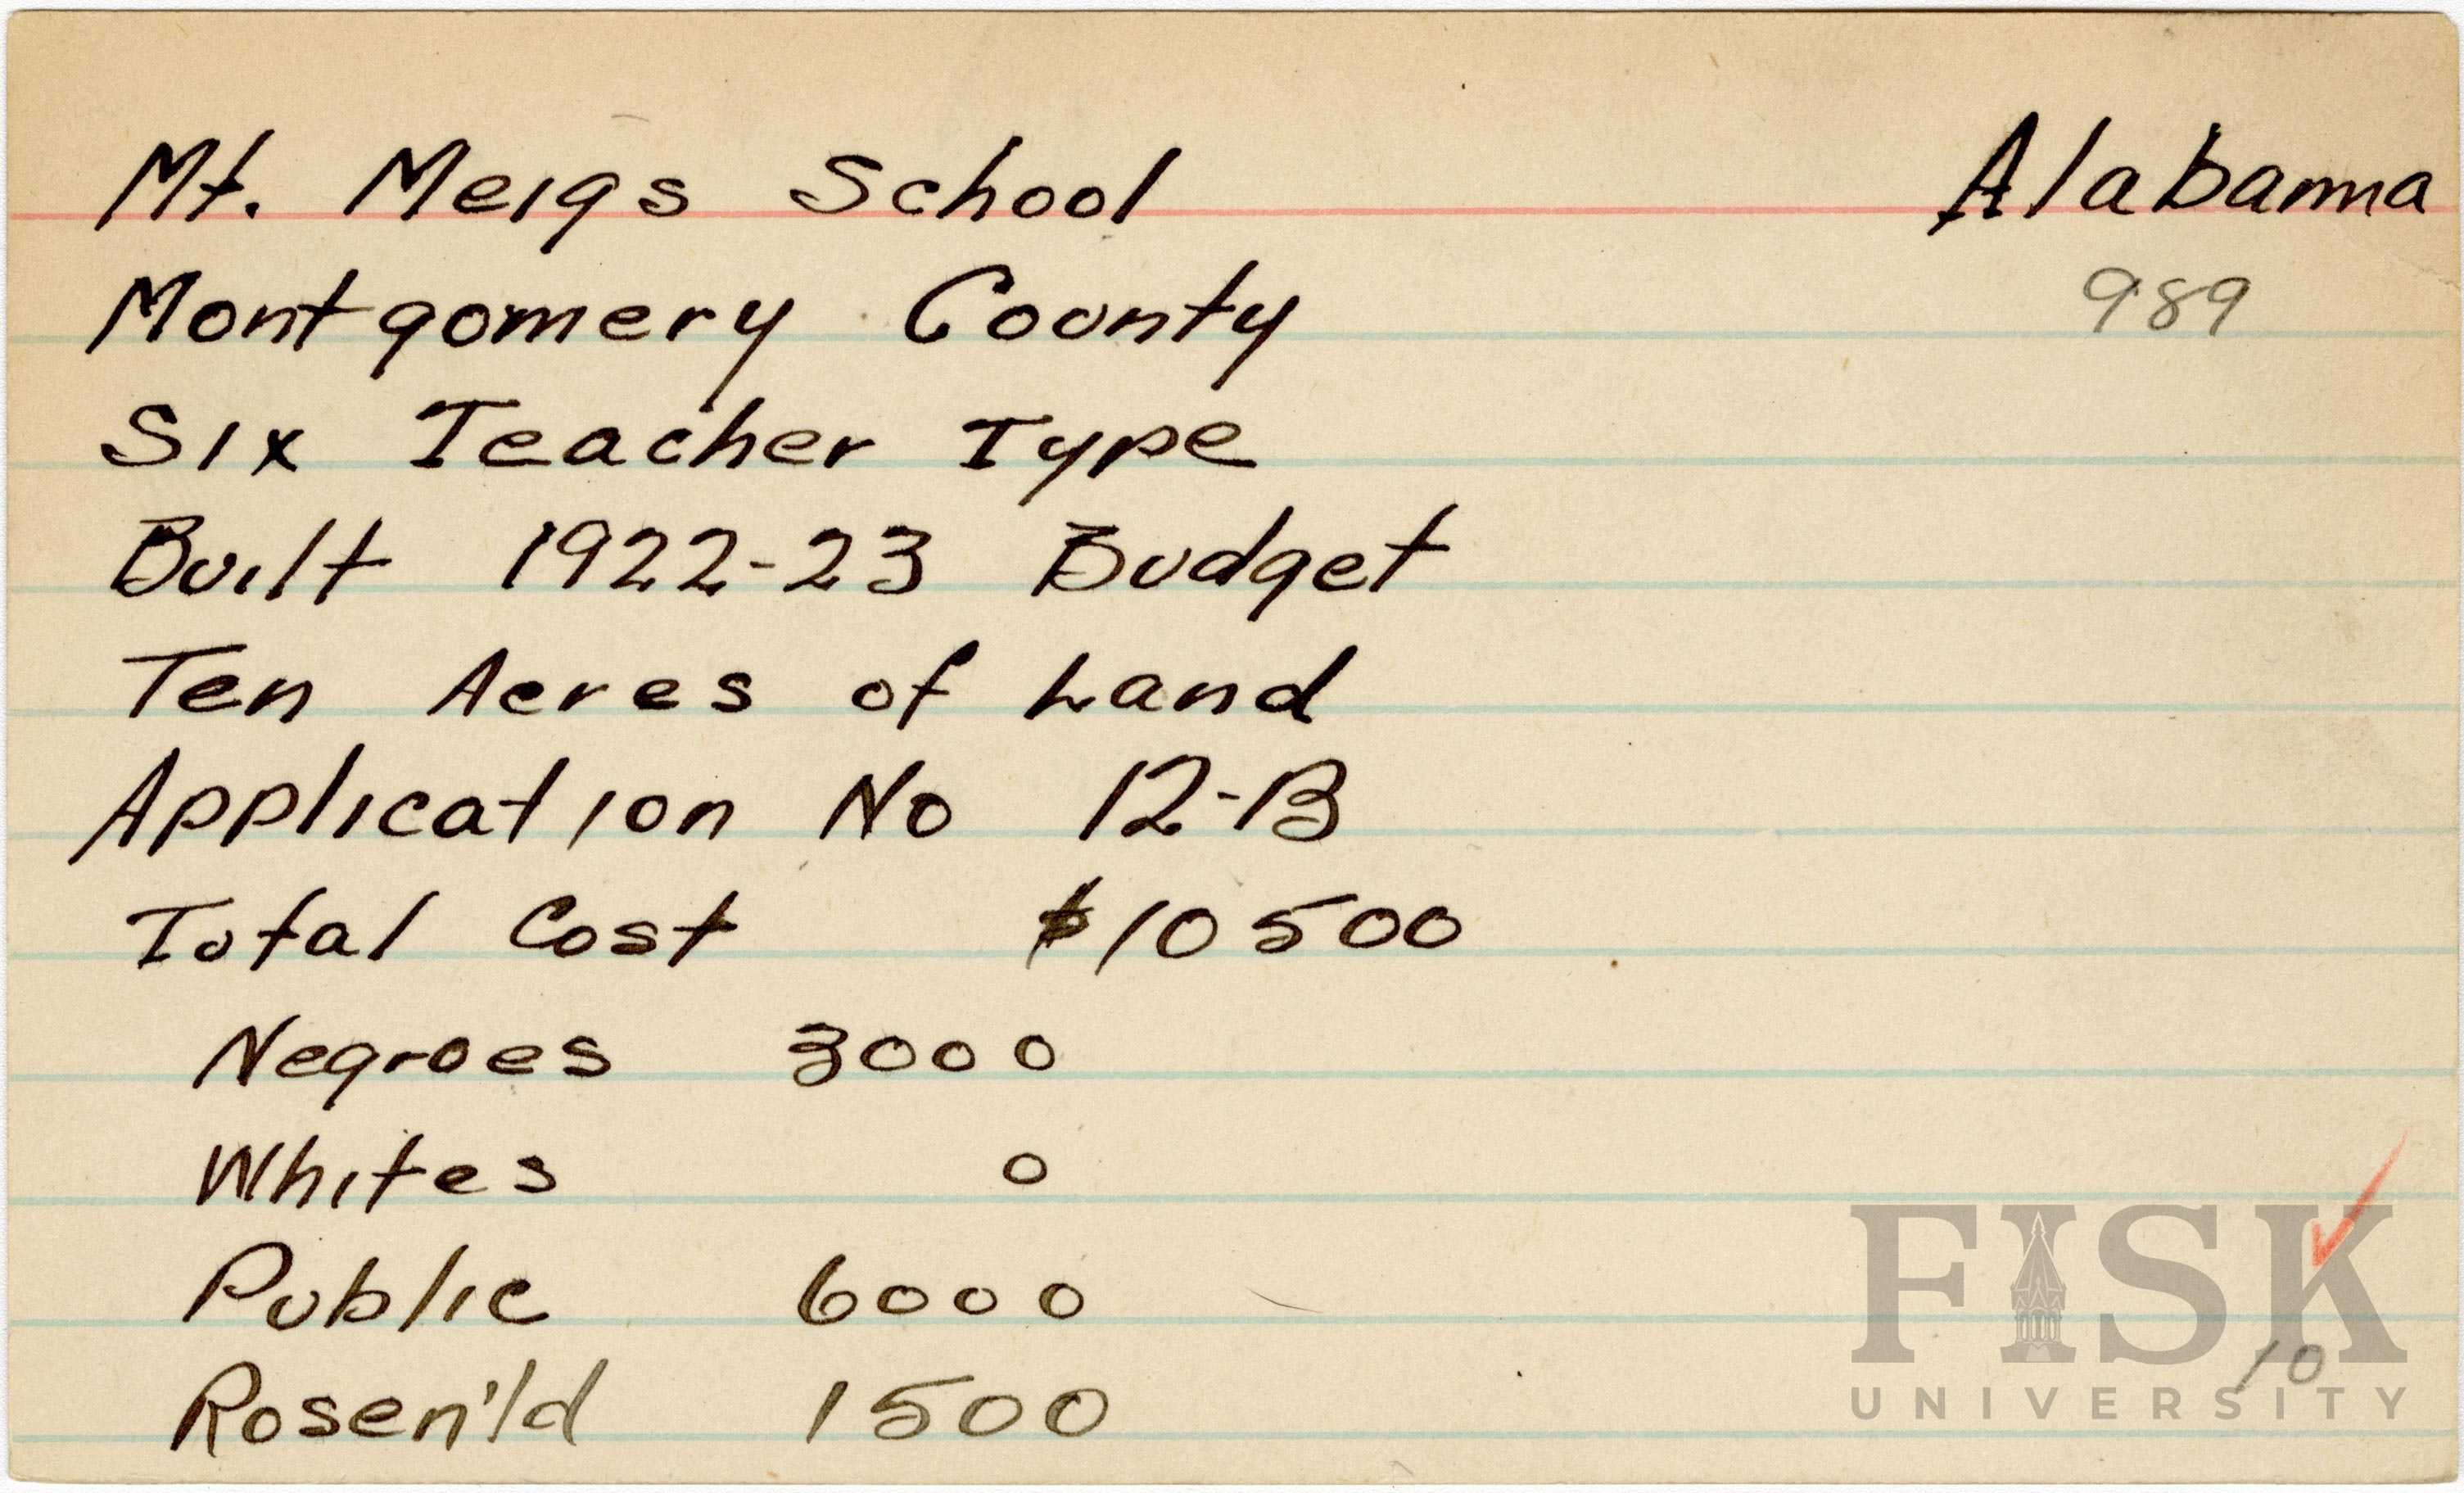 Mt. Meigs School Alabama
989
Montgomery County
Six Teacher Type
Built 1922-23 Budget
Ten Acres of Land
Application No 12-B
Total Cost $10500
Negroes 3000
Whites 0
Public 6000
Rosen'ld 1500
FISK
10
UNIVERSITY